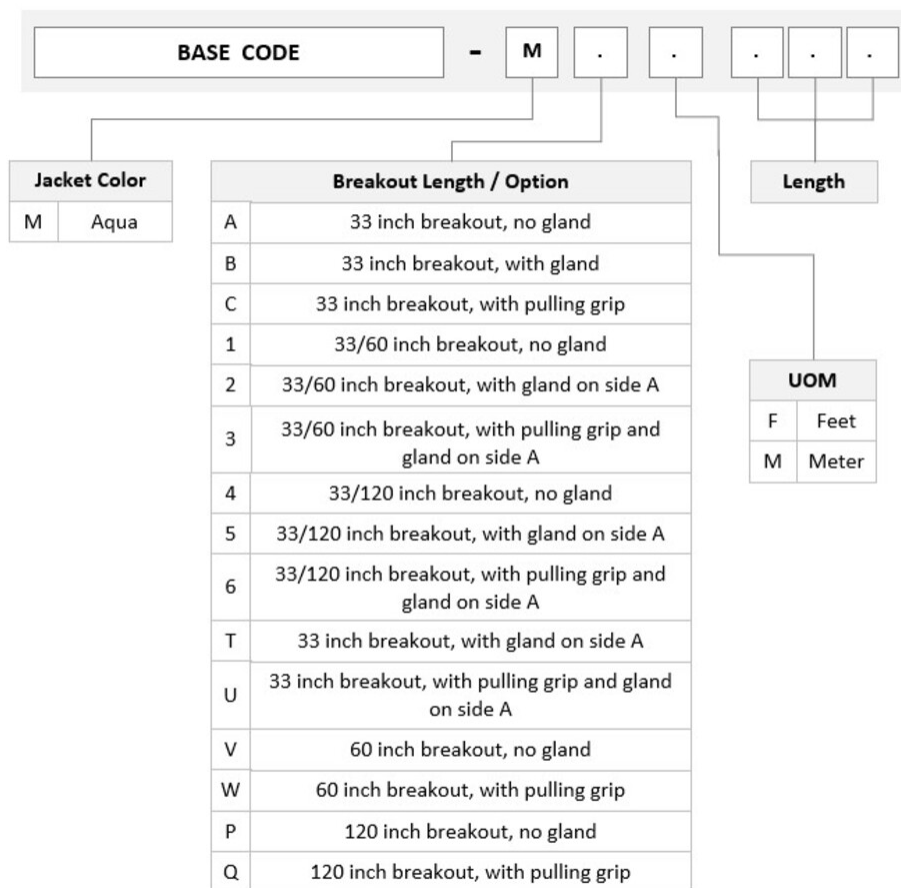 BASE CODE - M . . . . .
Jacket Color
M Aqua
Breakout Length / Option
A 33 inch breakout, no gland
B 33 inch breakout, with gland
C 33 inch breakout, with pulling grip
1 33/60 inch breakout, no gland
2 33/60 inch breakout, with gland on side A
3 33/60 inch breakout, with pulling grip and
gland on side A
4 33/120 inch breakout, no gland
5 33/120 inch breakout, with gland on side A
6 33/120 inch breakout, with pulling grip and
gland on side A
T 33 inch breakout, with gland on side A
U 33 inch breakout, with pulling grip and gland
on side A
V 60 inch breakout, no gland
W 60 inch breakout, with pulling grip
P 120 inch breakout, no gland
Q 120 inch breakout, with pulling grip
Length
UOM
F Feet
M Meter